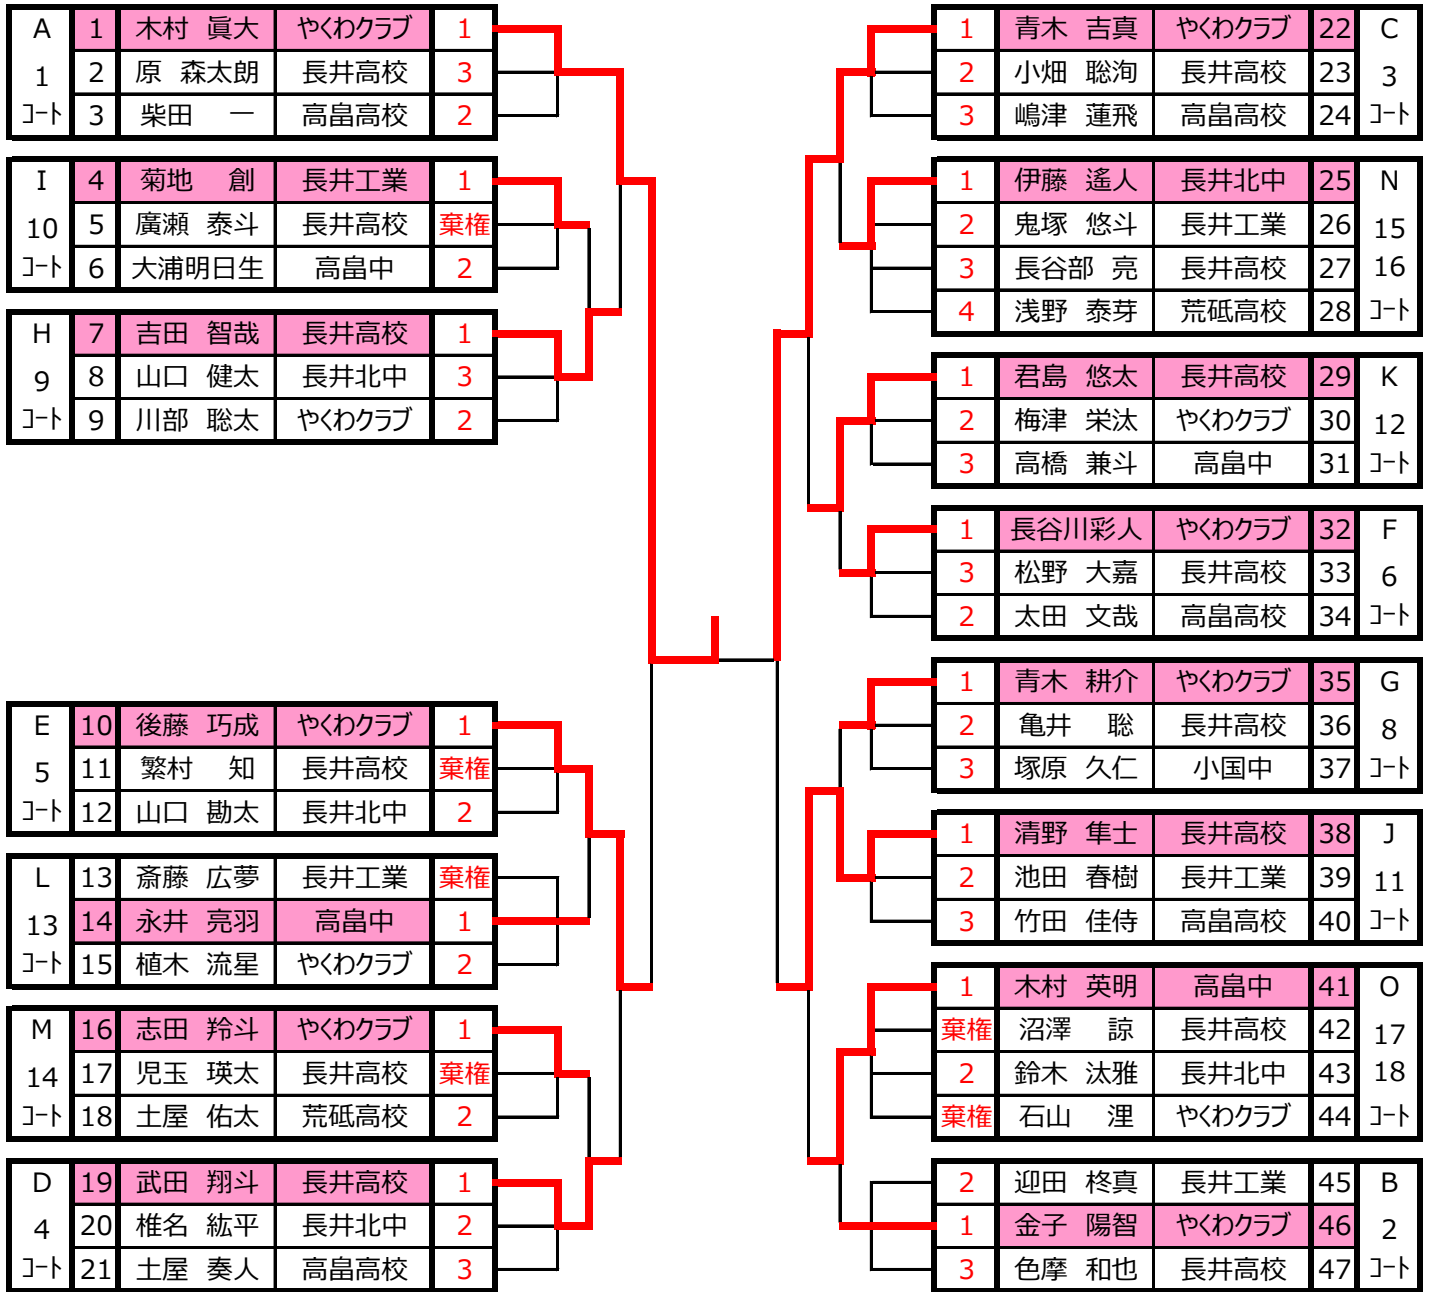 A 1 木村 眞大 やくわクラブ 1
1 2 原 森太朗 長井高校 3
コート 3 柴田 一 高畠高校 2
I 4 菊地 創 長井工業 1
10 5 廣瀬 泰斗 長井高校 棄権
コート 6 大浦明日生 高畠中 2
H 7 吉田 智哉 長井高校 1
9 8 山口 健太 長井北中 3
コート 9 川部 聡太 やくわクラブ 2
E 10 後藤 巧成 やくわクラブ 1
5 11 繁村 知 長井高校 棄権
コート 12 山口 勘太 長井北中 2
L 13 斎藤 広夢 長井工業 棄権
13 14 永井 亮羽 高畠中 1
コート 15 植木 流星 やくわクラブ 2
M 16 志田 羚斗 やくわクラブ 1
14 17 児玉 瑛太 長井高校 棄権
コート 18 土屋 佑太 荒砥高校 2
D 19 武田 翔斗 長井高校 1
4 20 椎名 紘平 長井北中 2
コート 21 土屋 奏人 高畠高校 3
1 青木 吉真 やくわクラブ 22 C
2 小畑 聡洵 長井高校 23 3
3 嶋津 蓮飛 高畠高校 24 コート
1 伊藤 遙人 長井北中 25 N
2 鬼塚 悠斗 長井工業 26 15
3 長谷部 亮 長井高校 27 16
4 浅野 泰芽 荒砥高校 28 コート
1 君島 悠太 長井高校 29 K
2 梅津 栄汰 やくわクラブ 30 12
3 高橋 兼斗 高畠中 31 コート
1 長谷川彩人 やくわクラブ 32 F
3 松野 大嘉 長井高校 33 6
2 太田 文哉 高畠高校 34 コート
1 青木 耕介 やくわクラブ 35 G
2 亀井 聡 長井高校 36 8
3 塚原 久仁 小国中 37 コート
1 清野 隼士 長井高校 38 J
2 池田 春樹 長井工業 39 11
3 竹田 佳侍 高畠高校 40 コート
1 木村 英明 高畠中 41 O
棄権 沼澤 諒 長井高校 42 17
2 鈴木 汰雅 長井北中 43 18
棄権 石山 浬 やくわクラブ 44 コート
2 迎田 柊真 長井工業 45 B
1 金子 陽智 やくわクラブ 46 2
3 色摩 和也 長井高校 47 コート